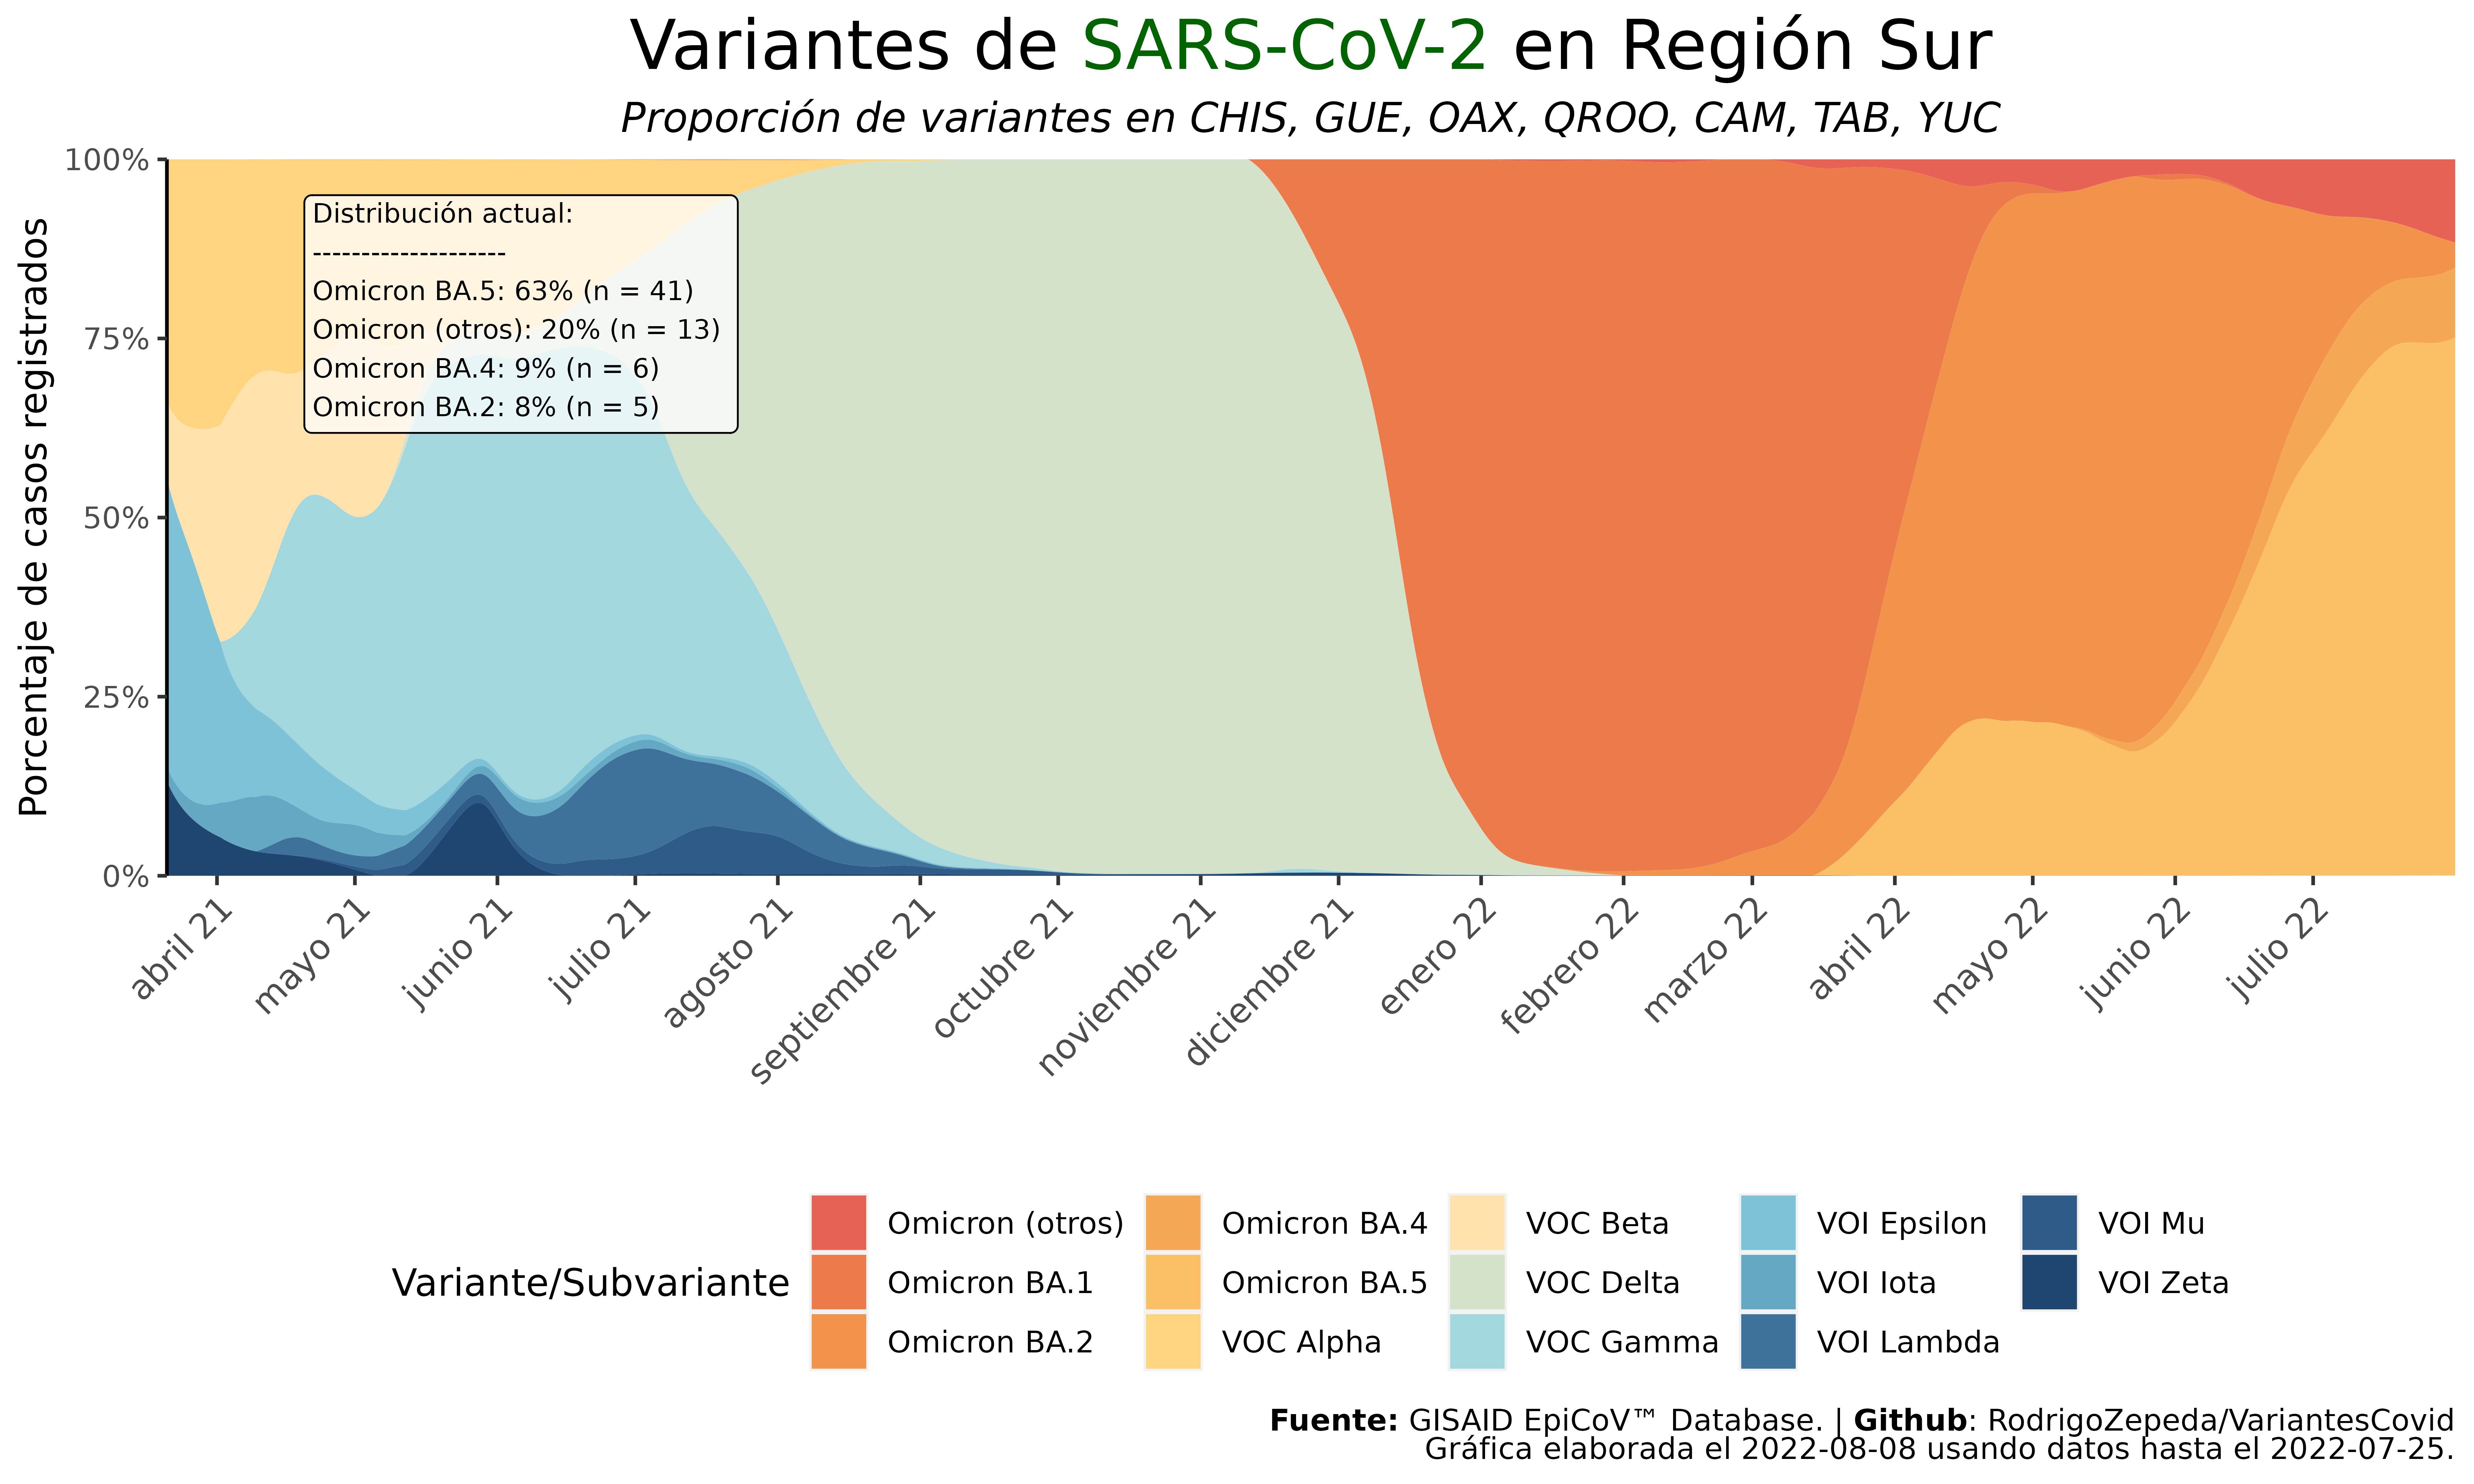 Variantes de SARS-CoV-2 en Región Sur
Proporción de variantes en CHIS, GUE, OAX, QROO, CAM, TAB, YUC
Porcentaje de casos registrados
100%
75%
50%
25%
0%
Distribución actual:
--------------------
Omicron BA.5: 63% (n = 41)
Omicron (otros): 20% (n = 13)
Omicron BA.4: 9% (n = 6)
Omicron BA.2: 8% (n = 5)
abril 21
mayo 21
junio 21
julio 21
agosto 21
septiembre 21
octubre 21
noviembre 21
diciembre 21
enero 22
febrero 22
marzo 22
abril 22
mayo 22
junio 22
julio 22
Variante/Subvariante
Omicron (otros)
Omicron BA.1
Omicron BA.2
Omicron BA.4
Omicron BA.5
VOC Alpha
VOC Beta
VOC Delta
VOC Gamma
VOI Epsilon
VOI Iota
VOI Lambda
VOI Mu
VOI Zeta
Fuente: GISAID EpiCoV™ Database. | Github: RodrigoZepeda/VariantesCovid
Gráfica elaborada el 2022-08-08 usando datos hasta el 2022-07-25.